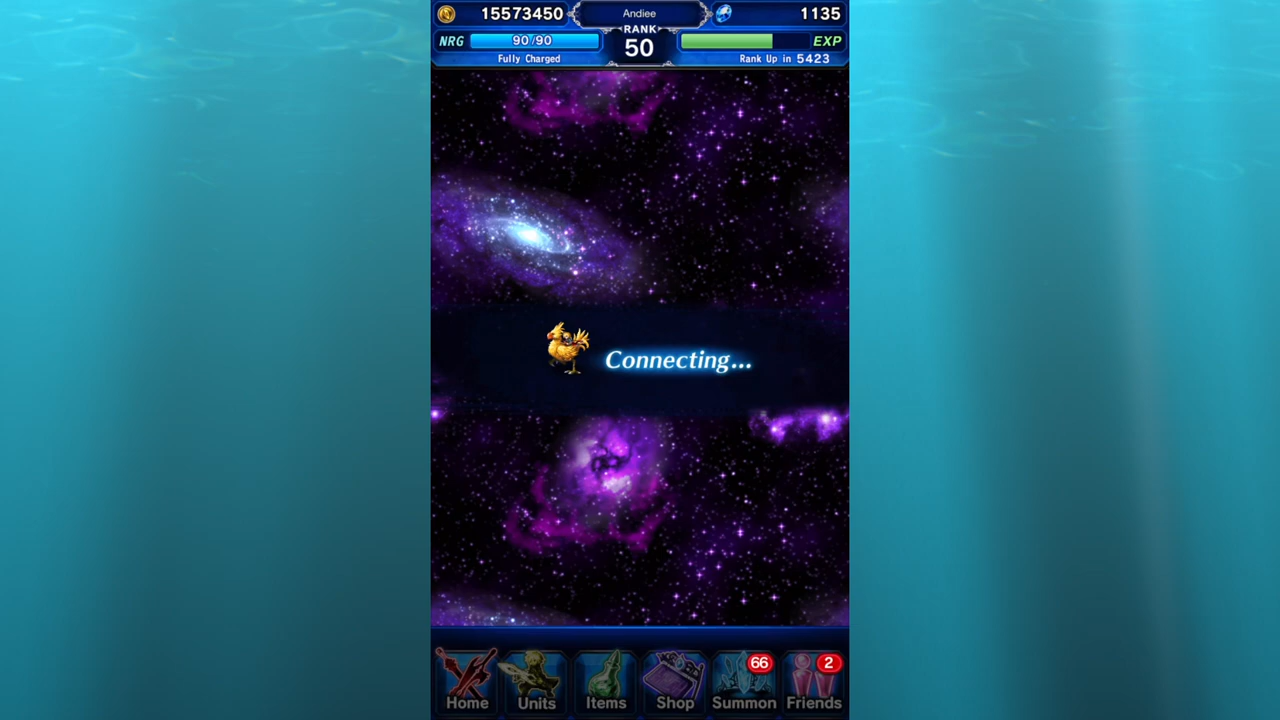 15573450
Andiee
1135
NRG 90/90
RANK
50
EXP
Fully Charged
Rank Up in 5423
Connecting...
66
2
Home
Units
Items
Shop
Summon
Friends